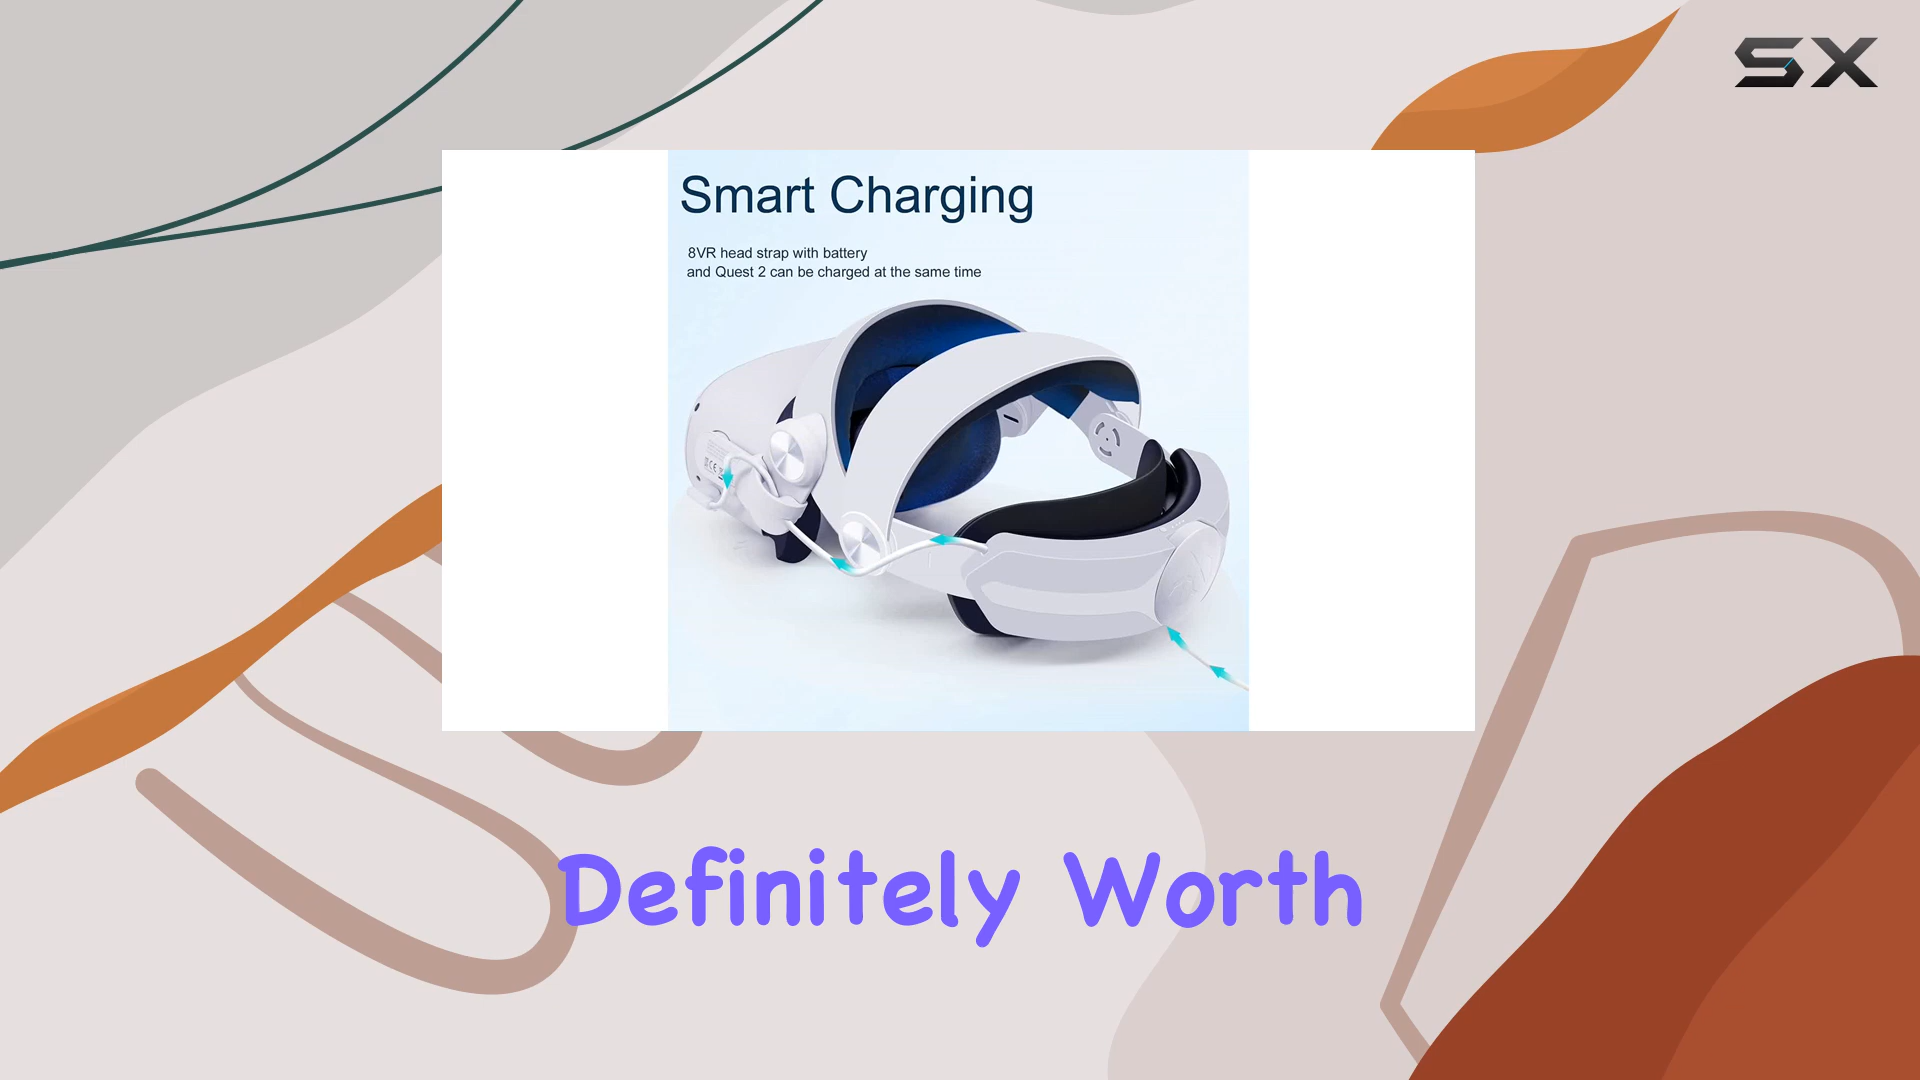 SX
Smart Charging
8VR head strap with battery
and Quest 2 can be charged at the same time
Definitely Worth